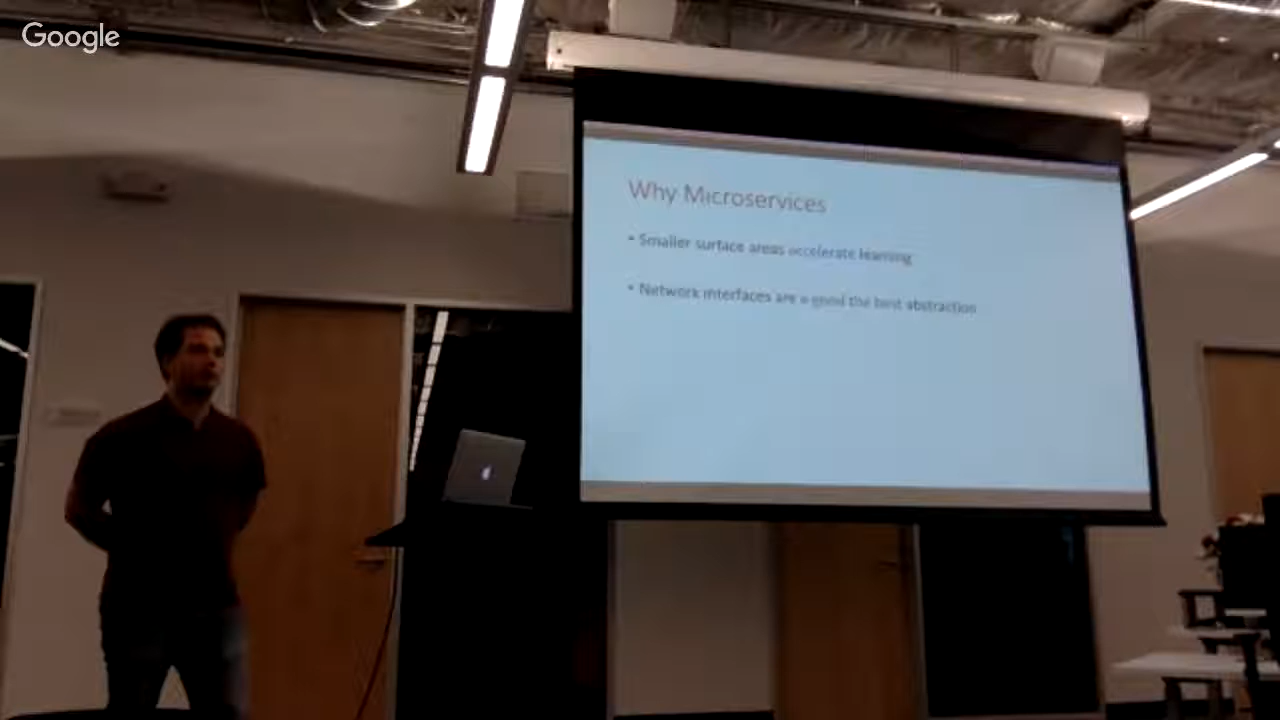 Google
Why Microservices
• Smaller surface areas accelerate learning
• Network interfaces are a good the best abstraction